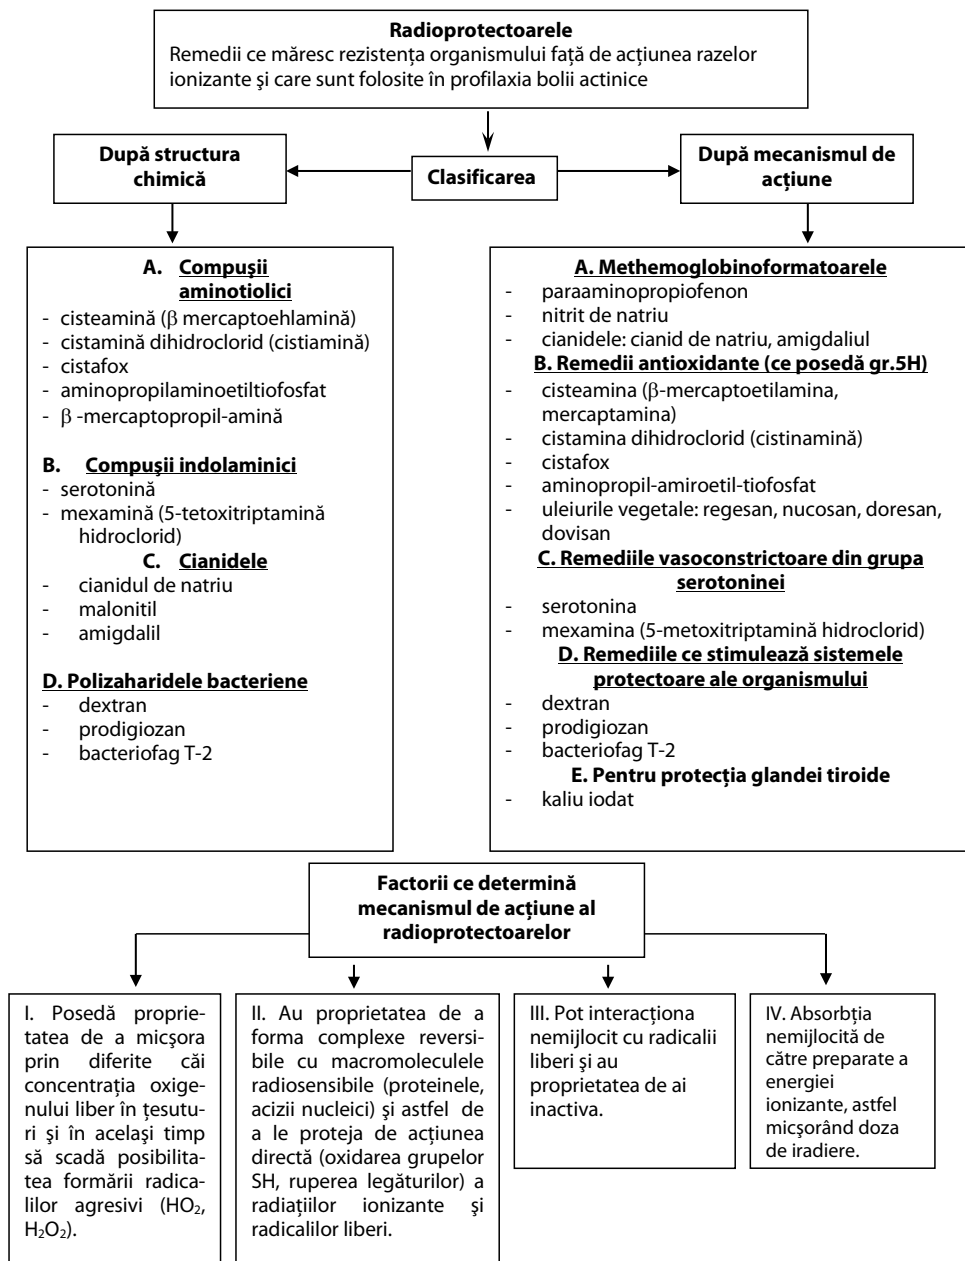 Radioprotectoarele
Remedii ce măresc rezistența organismului față de acțiunea razelor
ionizante și care sunt folosite în profilaxia bolii actinice
După structura
chimică
Clasificarea
După mecanismul de
acțiune
A. Compușii
aminotiolici
- cisteamină (β mercaptoehlamină)
- cistamină dihidroclorid (cistiamină)
- cistafox
- aminopropilaminoetiltiofosfat
- β -mercaptopropil-amină
B. Compușii indolaminici
- serotonină
- mexamină (5-tetoxitriptamină
hidroclorid)
C. Cianidele
- cianidul de natriu
- malonitil
- amigdalil
D. Polizaharidele bacteriene
- dextran
- prodigiozan
- bacteriofag T-2
A. Methemoglobinoformatoarele
- paraaminopropiofenon
- nitrit de natriu
- cianidele: cianid de natriu, amigdaliul
B. Remedii antioxidante (ce posedă gr.5H)
- cisteamina (β-mercaptoetilamina,
mercaptamina)
- cistamina dihidroclorid (cistinamină)
- cistafox
- aminopropil-amiroetil-tiofosfat
- uleiurile vegetale: regesan, nucosan, doresan,
dovisan
C. Remediile vasoconstrictoare din grupa
serotoninei
- serotonina
- mexamina (5-metoxitriptamină hidroclorid)
D. Remediile ce stimulează sistemele
protectoare ale organismului
- dextran
- prodigiozan
- bacteriofag T-2
E. Pentru protecția glandei tiroide
- kaliu iodat
Factorii ce determină
mecanismul de acțiune al
radioprotectoarelor
I. Posedă proprie-
tatea de a micșora
prin diferite căi
concentrația oxige-
nului liber în țesutu-
ri și în același timp
să scadă posibilita-
tea formării radica-
lilor agresivi (HO₂,
H₂O₂).
II. Au proprietatea de a
forma complexe reversi-
bile cu macromoleculele
radiosensibile (proteinele,
acizii nucleici) și astfel de
a le proteja de acțiunea
directă (oxidarea grupelor
SH, ruperea legăturilor) a
radiațiilor ionizante și
radicalilor liberi.
III. Pot interacționa
nemijlocit cu radicalii
liberi și au
proprietatea de ai
inactiva.
IV. Absorbția
nemijlocită de
către preparate a
energiei
ionizante, astfel
micșorând doza
de iradiere.